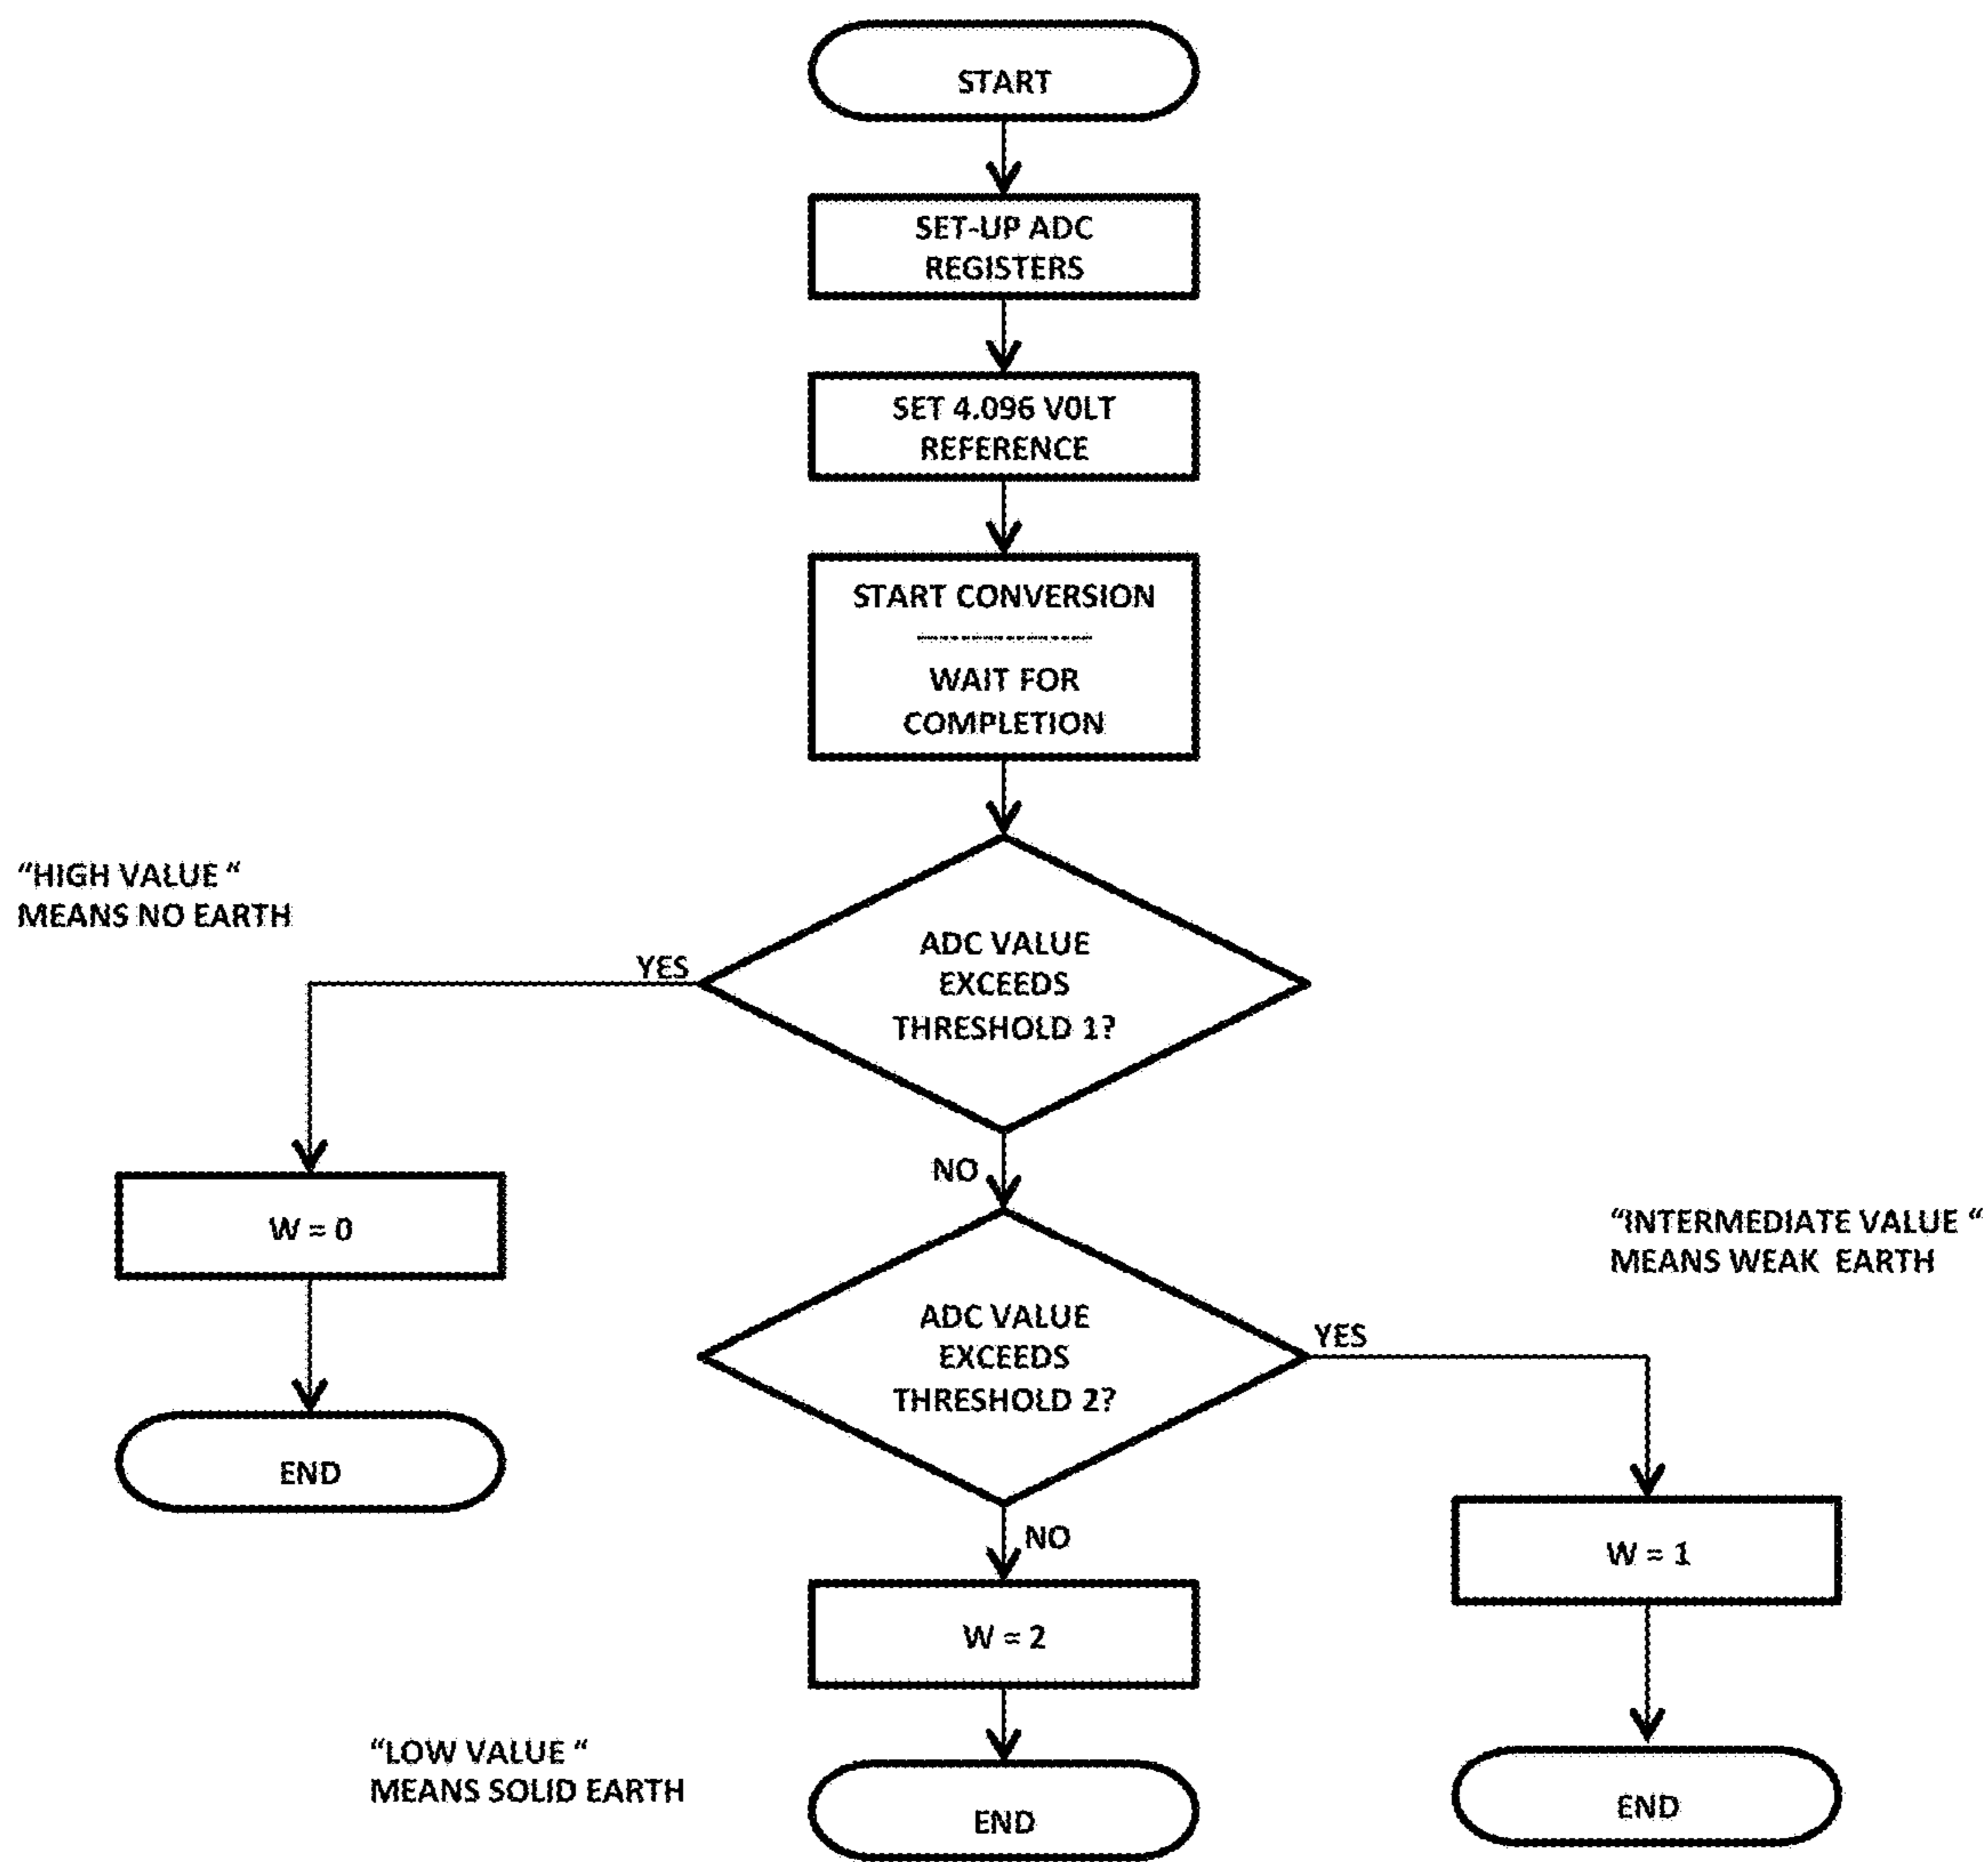 START
SET-UP ADC
REGISTERS
SET 4.096 V0LT
REFERENCE
START CONVERSION
----------------
WAIT FOR
COMPLETION
“HIGH VALUE “
MEANS NO EARTH
ADC VALUE
EXCEEDS
THRESHOLD 1?
YES
NO
W = 0
END
“INTERMEDIATE VALUE “
MEANS WEAK EARTH
ADC VALUE
EXCEEDS
THRESHOLD 2?
YES
NO
W = 1
W = 2
“LOW VALUE “
MEANS SOLID EARTH
END
END